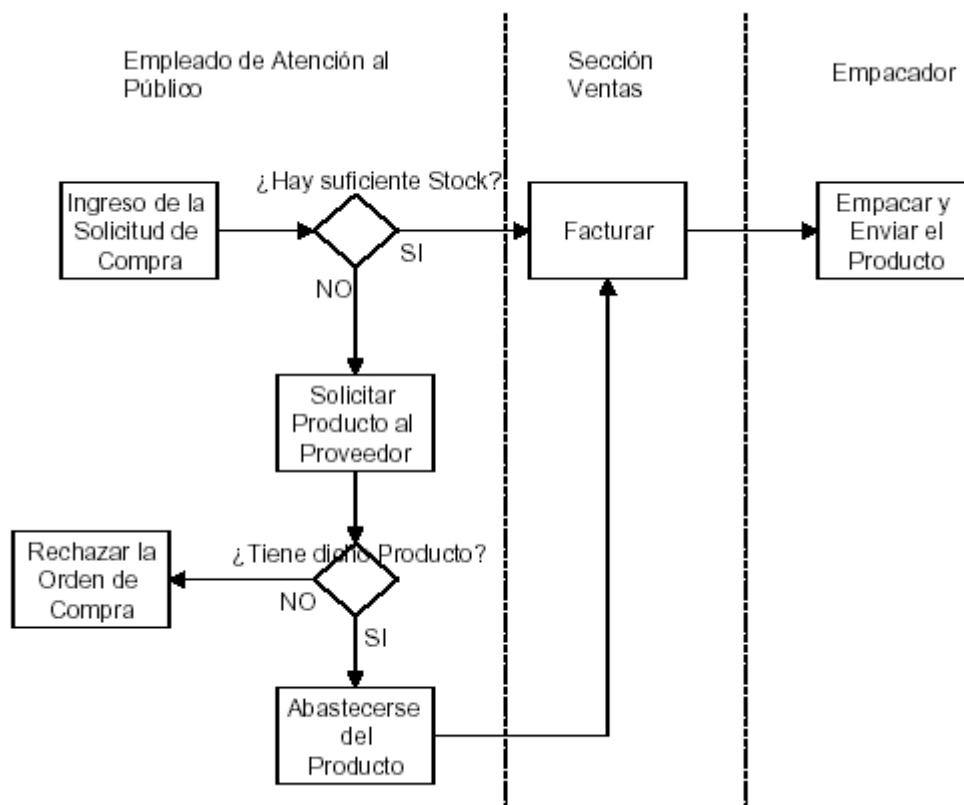 Empleado de Atención al
Público
Sección
Ventas
Empacador
¿Hay suficiente Stock?
Ingreso de la
Solicitud de
Compra
SI
Facturar
Empacar y
Enviar el
Producto
NO
Solicitar
Producto al
Proveedor
¿Tiene dicho Producto?
Rechazar la
Orden de
Compra
NO
SI
Abastecerse
del
Producto